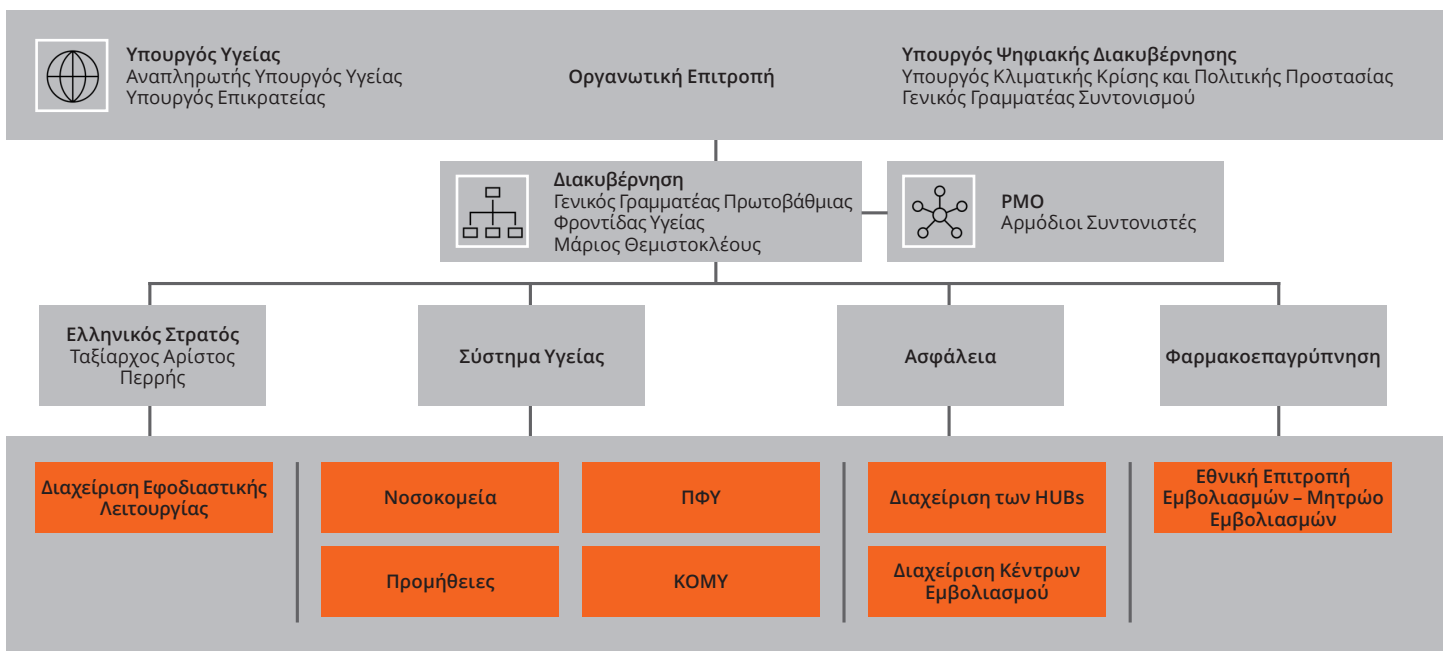 Υπουργός Υγείας
Αναπληρωτής Υπουργός Υγείας
Υπουργός Επικρατείας
Οργανωτική Επιτροπή
Υπουργός Ψηφιακής Διακυβέρνησης
Υπουργός Κλιματικής Κρίσης και Πολιτικής Προστασίας
Γενικός Γραμματέας Συντονισμού
Διακυβέρνηση
Γενικός Γραμματέας Πρωτοβάθμιας
Φροντίδας Υγείας
Μάριος Θεμιστοκλέους
PMO
Αρμόδιοι Συντονιστές
Ελληνικός Στρατός
Ταξίαρχος Αρίστος
Περρής
Σύστημα Υγείας
Ασφάλεια
Φαρμακοεπαγρύπνηση
Διαχείριση Εφοδιαστικής
Λειτουργίας
Νοσοκομεία
ΠΦΥ
Προμήθειες
ΚΟΜΥ
Διαχείριση των HUBs
Διαχείριση Κέντρων
Εμβολιασμού
Εθνική Επιτροπή
Εμβολιασμών – Μητρώο
Εμβολιασμών